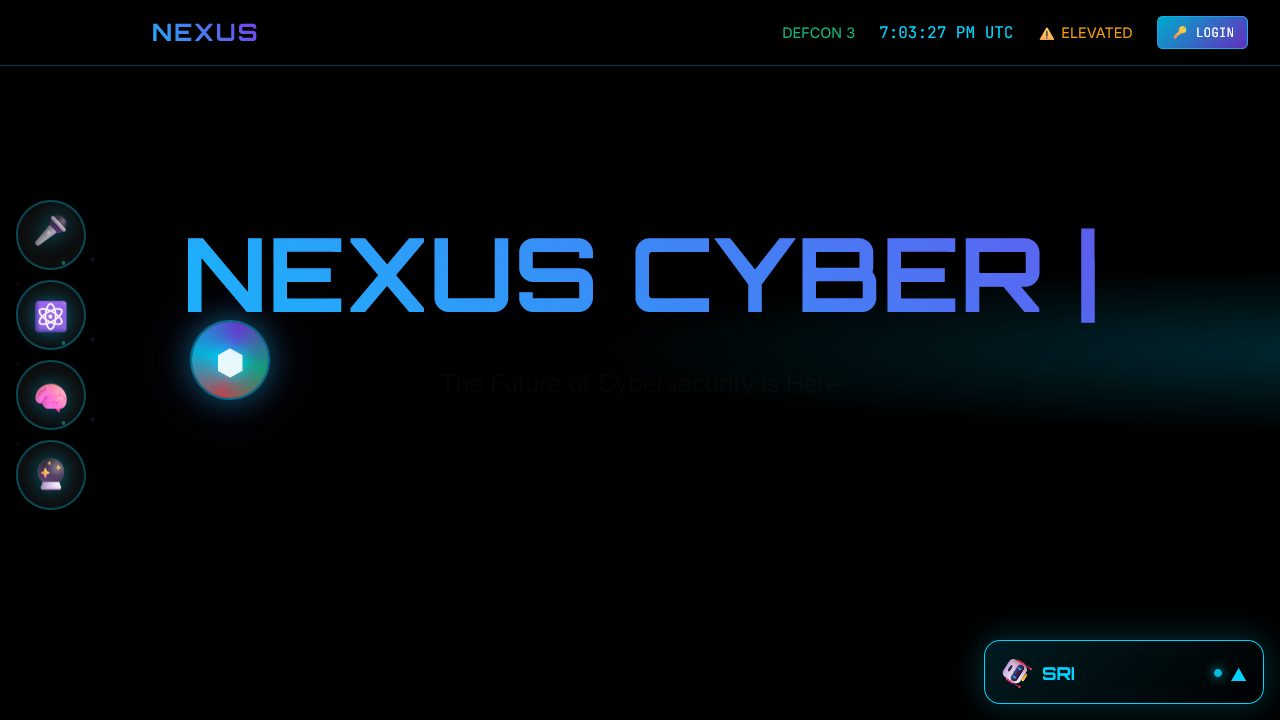 NEXUS
DEFCON 3
7:03:27 PM UTC
⚠️ ELEVATED
🔑 LOGIN
NEXUS CYBER |
The Future of Cybersecurity is Here
SRI